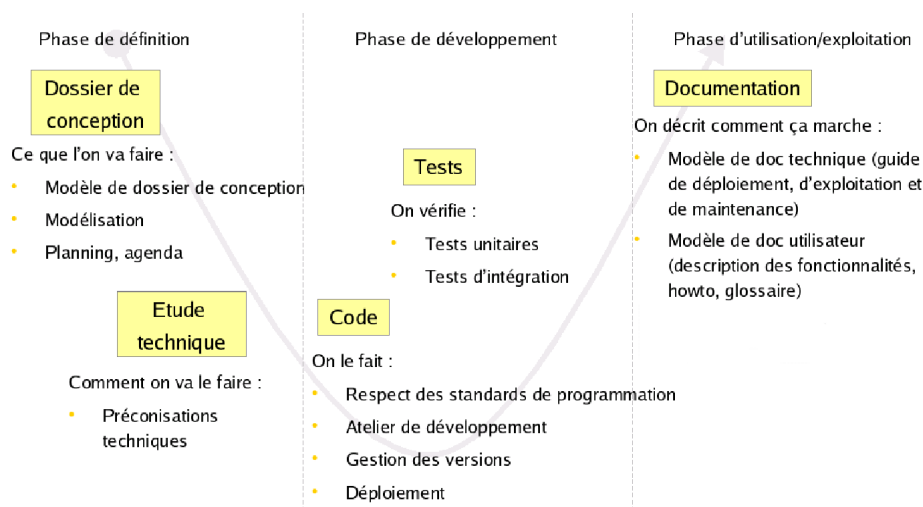 Phase de définition
Dossier de
conception
Ce que l'on va faire :
Modèle de dossier de conception
Modélisation
Planning, agenda
Etude
technique
Comment on va le faire :
Préconisations
techniques
Phase de développement
Tests
On vérifie :
Tests unitaires
Tests d'intégration
Code
On le fait :
Respect des standards de programmation
Atelier de développement
Gestion des versions
Déploiement
Phase d'utilisation/exploitation
Documentation
On décrit comment ça marche :
Modèle de doc technique (guide
de déploiement, d'exploitation et
de maintenance)
Modèle de doc utilisateur
(description des fonctionnalités,
howto, glossaire)